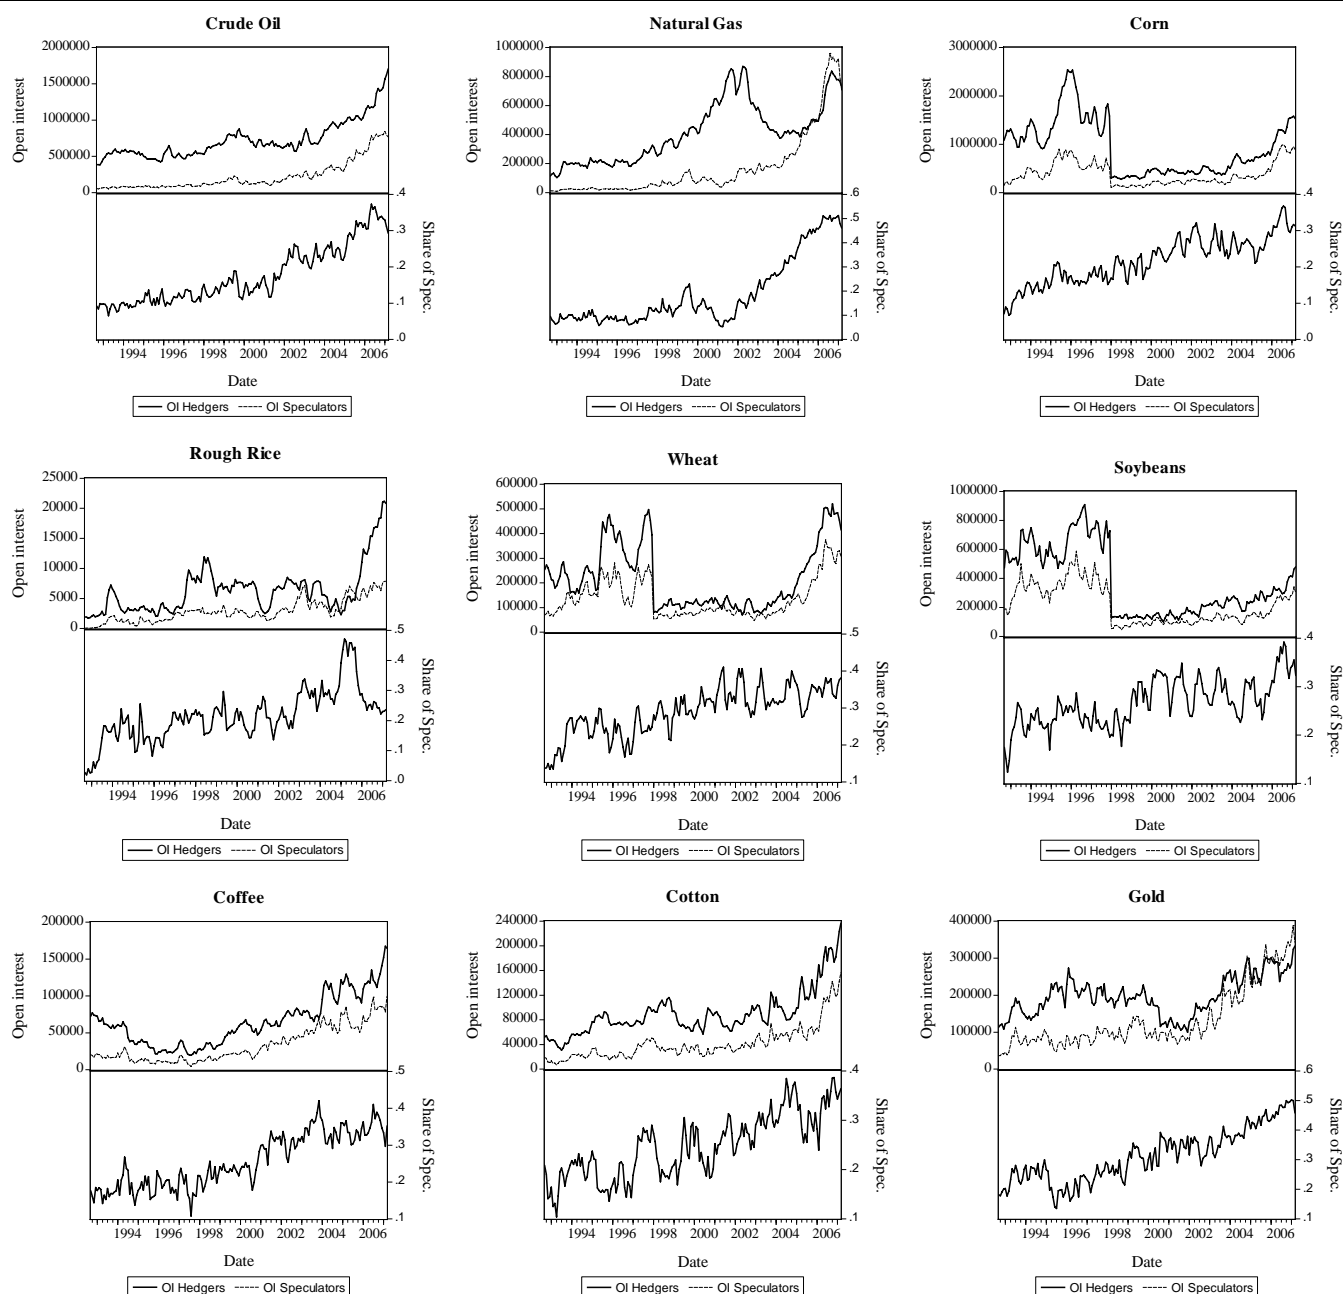 Crude Oil
2000000
1500000
1000000
500000
0
Open interest
.4
.3
.2
.1
.0
Share of Spec.
1994 1996 1998 2000 2002 2004 2006
Date
OI Hedgers OI Speculators
Natural Gas
1000000
800000
600000
400000
200000
0
Open interest
.6
.5
.4
.3
.2
.1
.0
Share of Spec.
1994 1996 1998 2000 2002 2004 2006
Date
OI Hedgers OI Speculators
Corn
3000000
2000000
1000000
0
Open interest
.4
.3
.2
.1
.0
Share of Spec.
1994 1996 1998 2000 2002 2004 2006
Date
OI Hedgers OI Speculators
Rough Rice
25000
20000
15000
10000
5000
0
Open interest
.5
.4
.3
.2
.1
.0
Share of Spec.
1994 1996 1998 2000 2002 2004 2006
Date
OI Hedgers OI Speculators
Wheat
600000
500000
400000
300000
200000
100000
0
Open interest
.5
.4
.3
.2
.1
Share of Spec.
1994 1996 1998 2000 2002 2004 2006
Date
OI Hedgers OI Speculators
Soybeans
1000000
800000
600000
400000
200000
0
Open interest
.4
.3
.2
.1
Share of Spec.
1994 1996 1998 2000 2002 2004 2006
Date
OI Hedgers OI Speculators
Coffee
200000
150000
100000
50000
0
Open interest
.5
.4
.3
.2
.1
Share of Spec.
1994 1996 1998 2000 2002 2004 2006
Date
OI Hedgers OI Speculators
Cotton
240000
200000
160000
120000
80000
40000
0
Open interest
.4
.3
.2
.1
Share of Spec.
1994 1996 1998 2000 2002 2004 2006
Date
OI Hedgers OI Speculators
Gold
400000
300000
200000
100000
0
Open interest
.6
.5
.4
.3
.2
.1
Share of Spec.
1994 1996 1998 2000 2002 2004 2006
Date
OI Hedgers OI Speculators